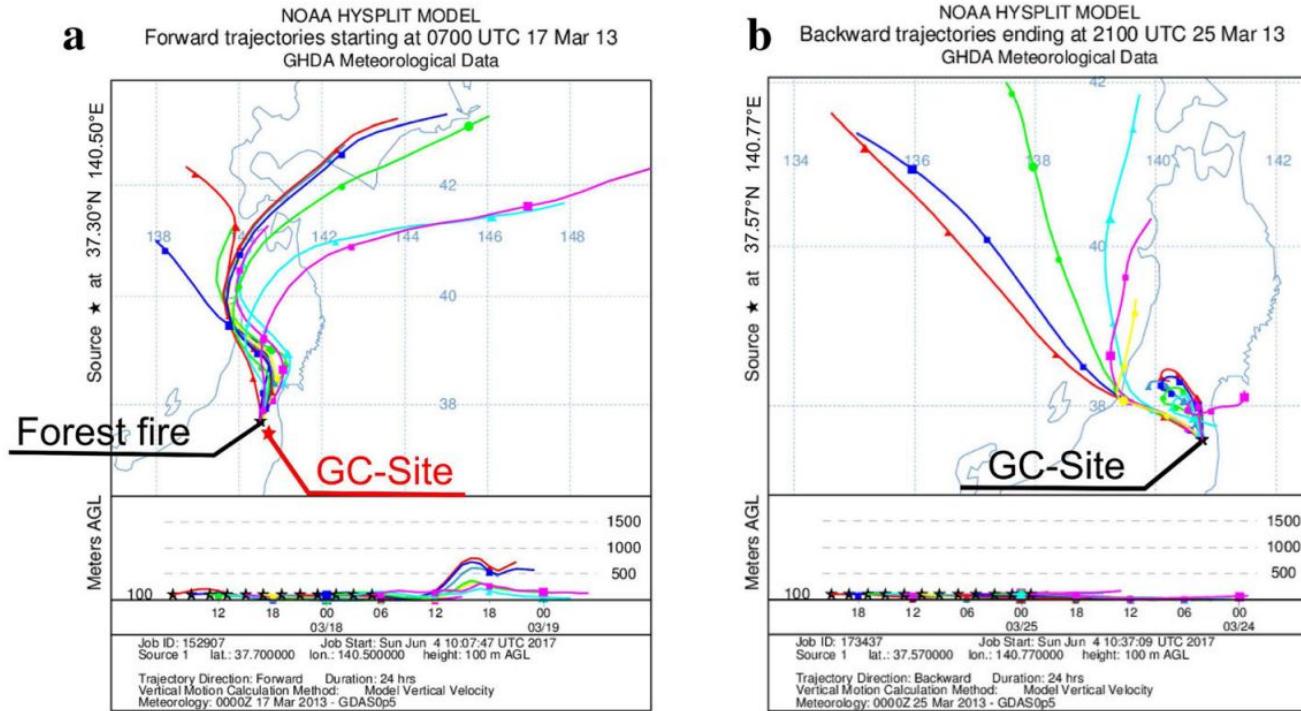 a
NOAA HYSPLIT MODEL
Forward trajectories starting at 0700 UTC 17 Mar 13
GHDA Meteorological Data
Source ★ at 37.30°N 140.50°E
138 140 142 144 146 148
42
40
38
Forest fire
GC-Site
Meters AGL
1500
1000
500
100
12 18 00 06 12 18 00
03/18 03/19
Job ID: 152907 Job Start: Sun Jun 4 10:07:47 UTC 2017
Source 1 lat.: 37.700000 lon.: 140.500000 height: 100 m AGL
Trajectory Direction: Forward Duration: 24 hrs
Vertical Motion Calculation Method: Model Vertical Velocity
Meteorology: 0000Z 17 Mar 2013 - GDAS0p5
b
NOAA HYSPLIT MODEL
Backward trajectories ending at 2100 UTC 25 Mar 13
GHDA Meteorological Data
Source ★ at 37.57°N 140.77°E
42
134 136 138 140 142
40
38
GC-Site
Meters AGL
1500
1000
500
100
18 12 06 00 18 12 06 00
03/25 03/24
Job ID: 173437 Job Start: Sun Jun 4 10:37:09 UTC 2017
Source 1 lat.: 37.570000 lon.: 140.770000 height: 100 m AGL
Trajectory Direction: Backward Duration: 24 hrs
Vertical Motion Calculation Method: Model Vertical Velocity
Meteorology: 0000Z 25 Mar 2013 - GDAS0p5